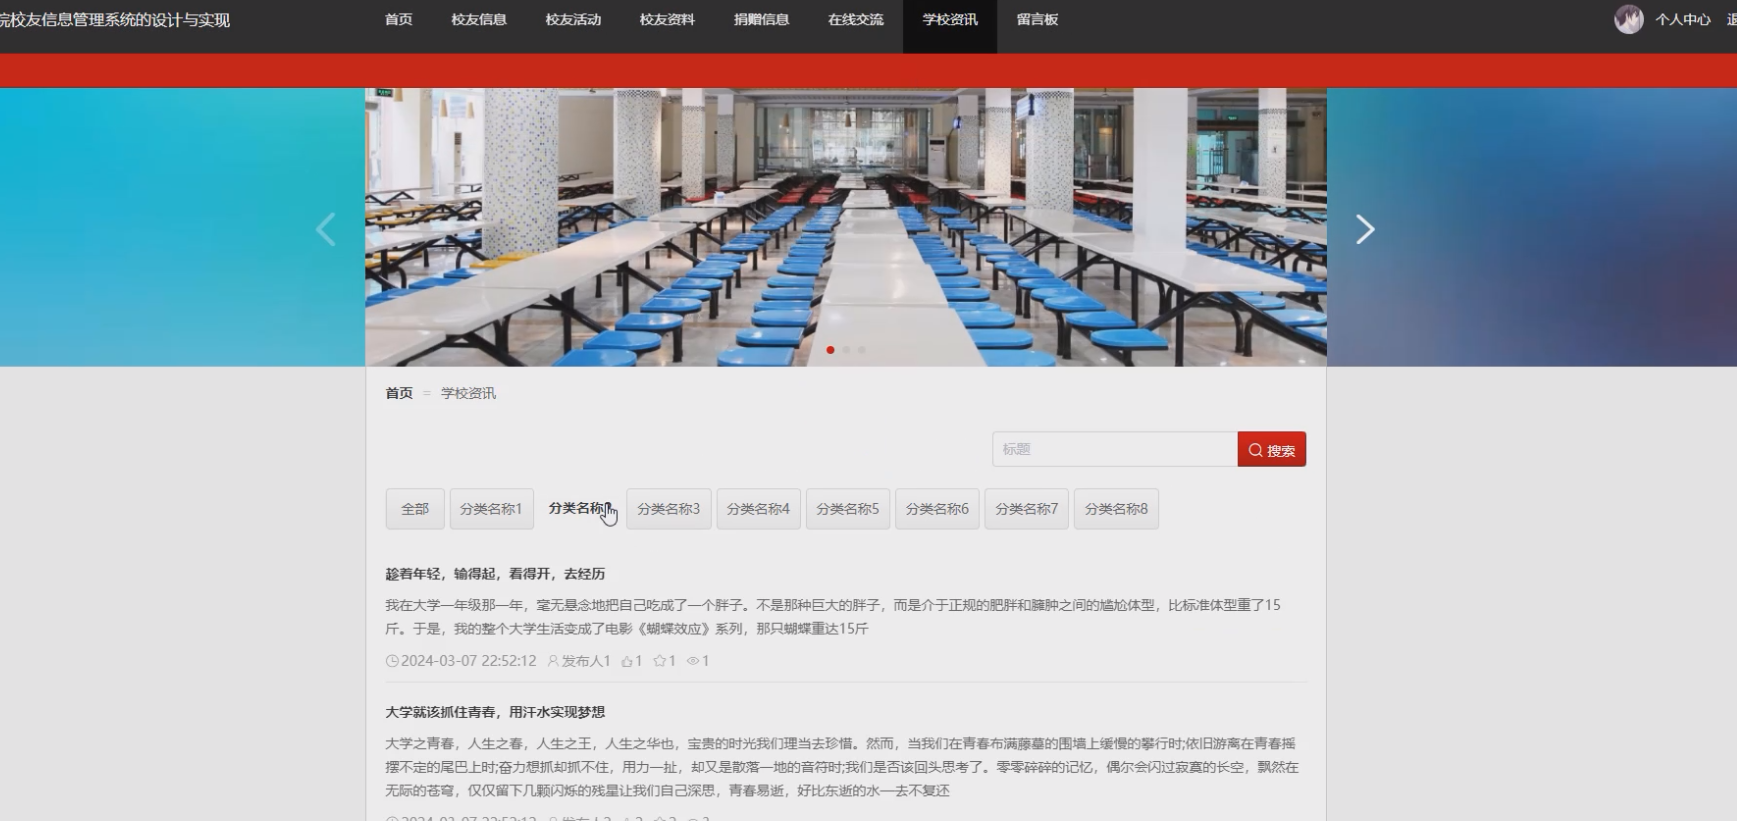 院校友信息管理系统的设计与实现
首页 校友信息 校友活动 校友资料 捐赠信息 在线交流 学校资讯 留言板
个人中心
首页 = 学校资讯
标题 搜索
全部 分类名称1 分类名称 分类名称3 分类名称4 分类名称5 分类名称6 分类名称7 分类名称8
趁着年轻，输得起，看得开，去经历
我在大学一年级那一年，毫无悬念地把自己吃成了一个胖子。不是那种巨大的胖子，而是介于正规的肥胖和臃肿之间的尴尬体型，比标准体型重了15
斤。于是，我的整个大学生活变成了电影《蝴蝶效应》系列，那只蝴蝶重达15斤
2024-03-07 22:52:12 发布人1 1 1 1
大学就该抓住青春，用汗水实现梦想
大学之青春，人生之春，人生之王，人生之华也，宝贵的时光我们理当去珍惜。然而，当我们在青春布满藤蔓的围墙上缓慢的攀行时;依旧游离在青春摇
摆不定的尾巴上时;奋力想抓却抓不住，用力一扯，却又是散落一地的音符时;我们是否该回头思考了。零零碎碎的记忆，偶尔会闪过寂寞的长空，飘然在
无际的苍穹，仅仅留下几颗闪烁的残星让我们自己深思，青春易逝，好比东逝的水—去不复还